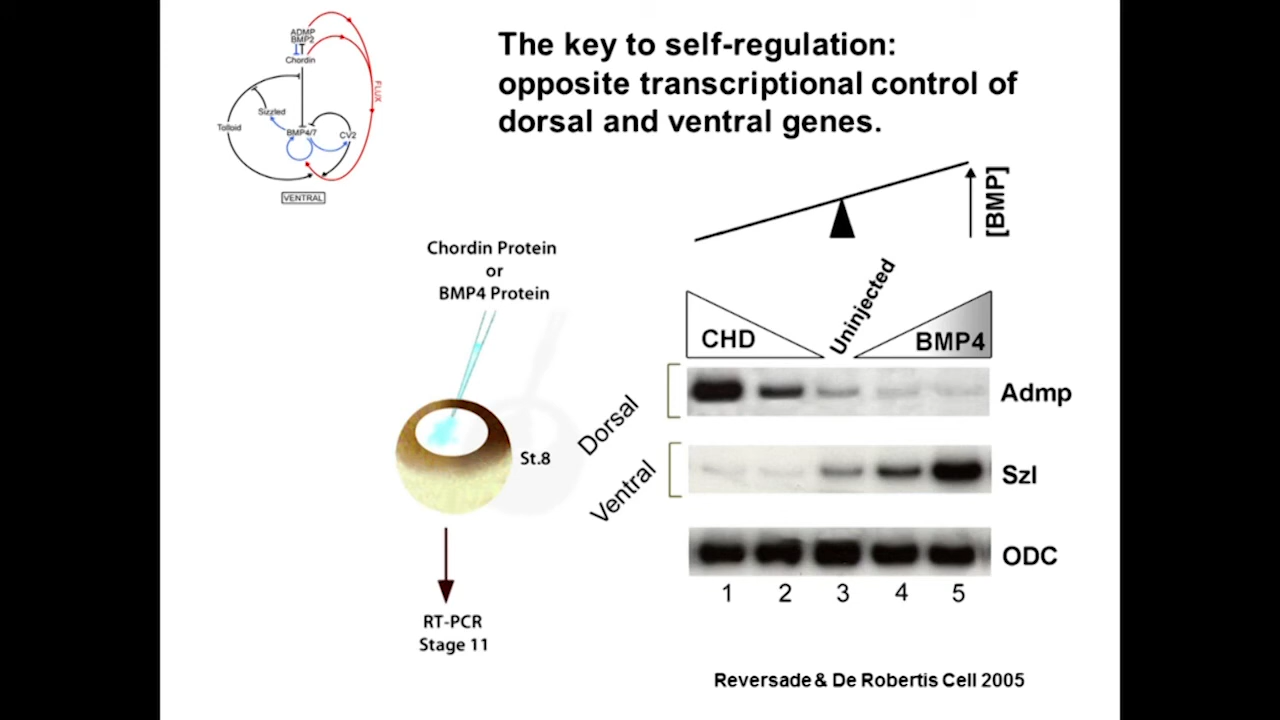 ADMP
BMP2
Chordin
FLUX
Sizzled
Tolloid
BMP4/7
CV2
VENTRAL
The key to self-regulation:
opposite transcriptional control of
dorsal and ventral genes.
[BMP]
Chordin Protein
or
BMP4 Protein
St.8
RT-PCR
Stage 11
CHD
Uninjected
BMP4
Dorsal
Admp
Ventral
Szl
ODC
1 2 3 4 5
Reversade & De Robertis Cell 2005